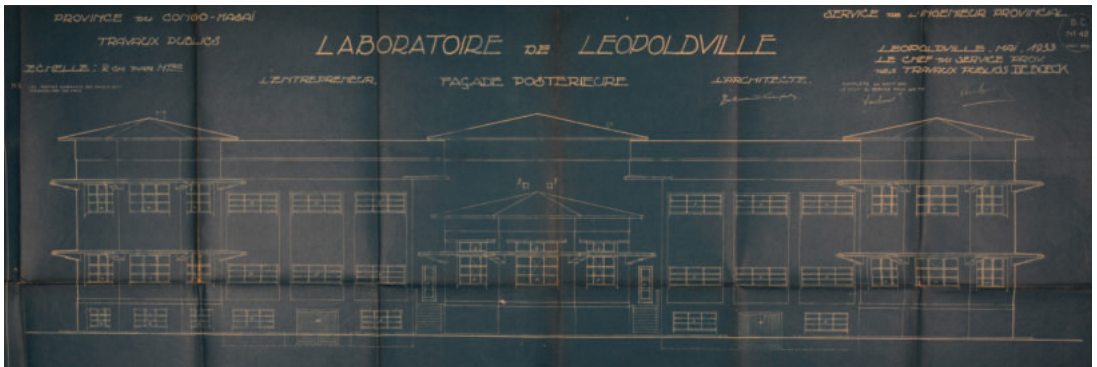 PROVINCE DU CONGO-KASAÏ
TRAVAUX PUBLICS
ECHELLE: 2 CM PAR MÈTRE
LABORATOIRE DE LEOPOLDVILLE
L'ENTREPRENEUR,
FAÇADE POSTERIEURE
L'ARCHITECTE.
SERVICE DE L'INGENIEUR PROVINCIAL
LEOPOLDVILLE, MAI, 1933
LE CHEF DU SERVICE PROV.
DES TRAVAUX PUBLICS DE BOECK
B.C.